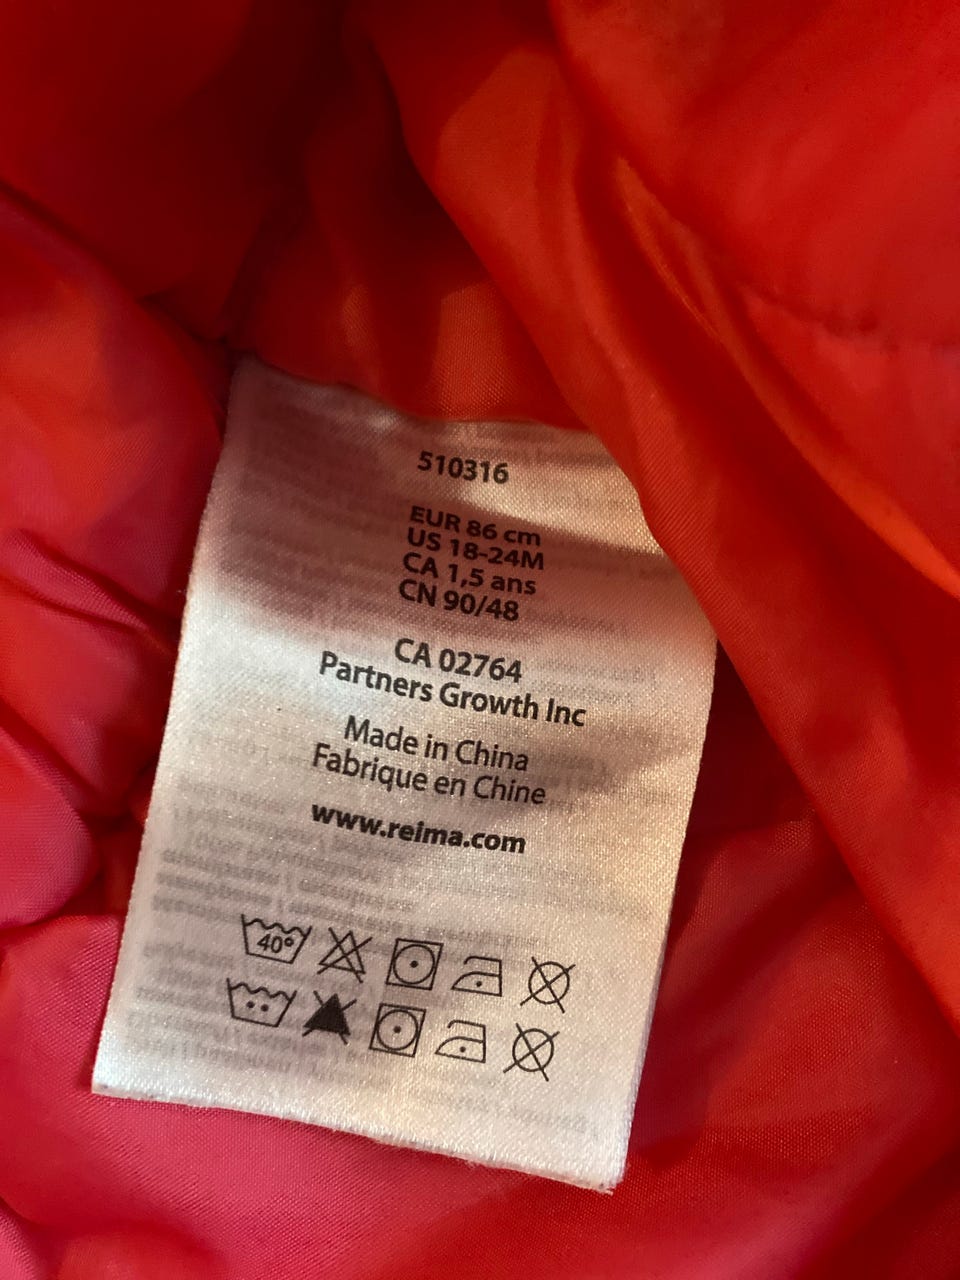 510316
EUR 86 cm
US 18-24M
CA 1,5 ans
CN 90/48
CA 02764
Partners Growth Inc
Made in China
Fabrique en Chine
www.reima.com
40°